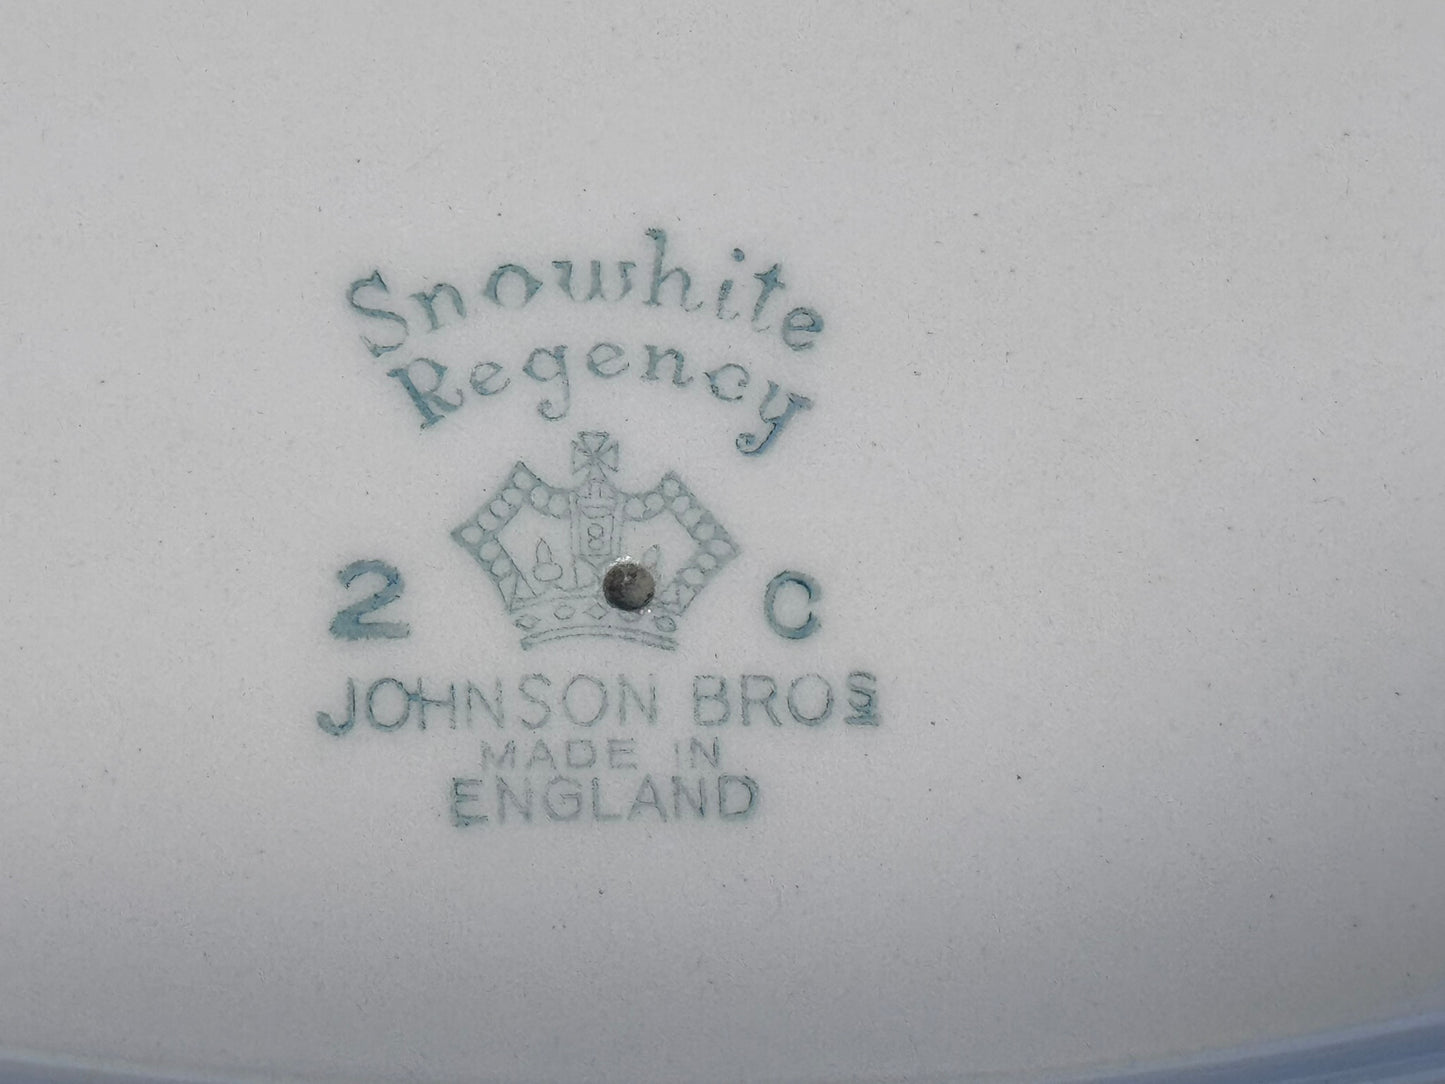 Snowhite
Regency
2 C
JOHNSON BROS
MADE IN
ENGLAND